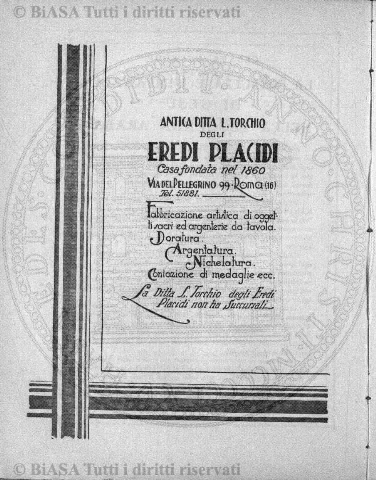 © BiASA Tutti i diritti riservati
ANTICA DITTA L. TORCHIO
DEGLI
EREDI PLACIDI
Casa fondata nel 1860
VIA DEL PELLEGRINO 99 - ROMA (16)
Tel. 51881.
Fabbricazione artistica di ogget-
ti sacri ed argenterie da tavola.
Doratura.
Argentatura.
Nichelatura.
Coniazione di medaglie ecc.
La Ditta L. Torchio degli Eredi
Placidi non ha Succursali
© BiASA Tutti i diritti riservati